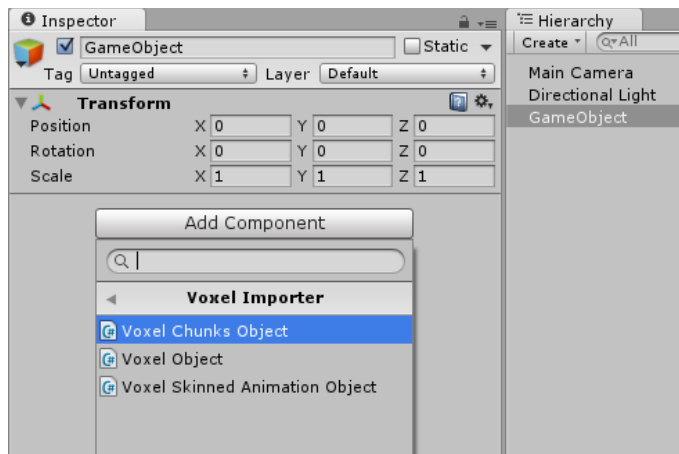 Inspector
GameObject Static
Tag Untagged Layer Default
Transform
Position X 0 Y 0 Z 0
Rotation X 0 Y 0 Z 0
Scale X 1 Y 1 Z 1
Add Component
Voxel Importer
Voxel Chunks Object
Voxel Object
Voxel Skinned Animation Object
Hierarchy
Create All
Main Camera
Directional Light
GameObject